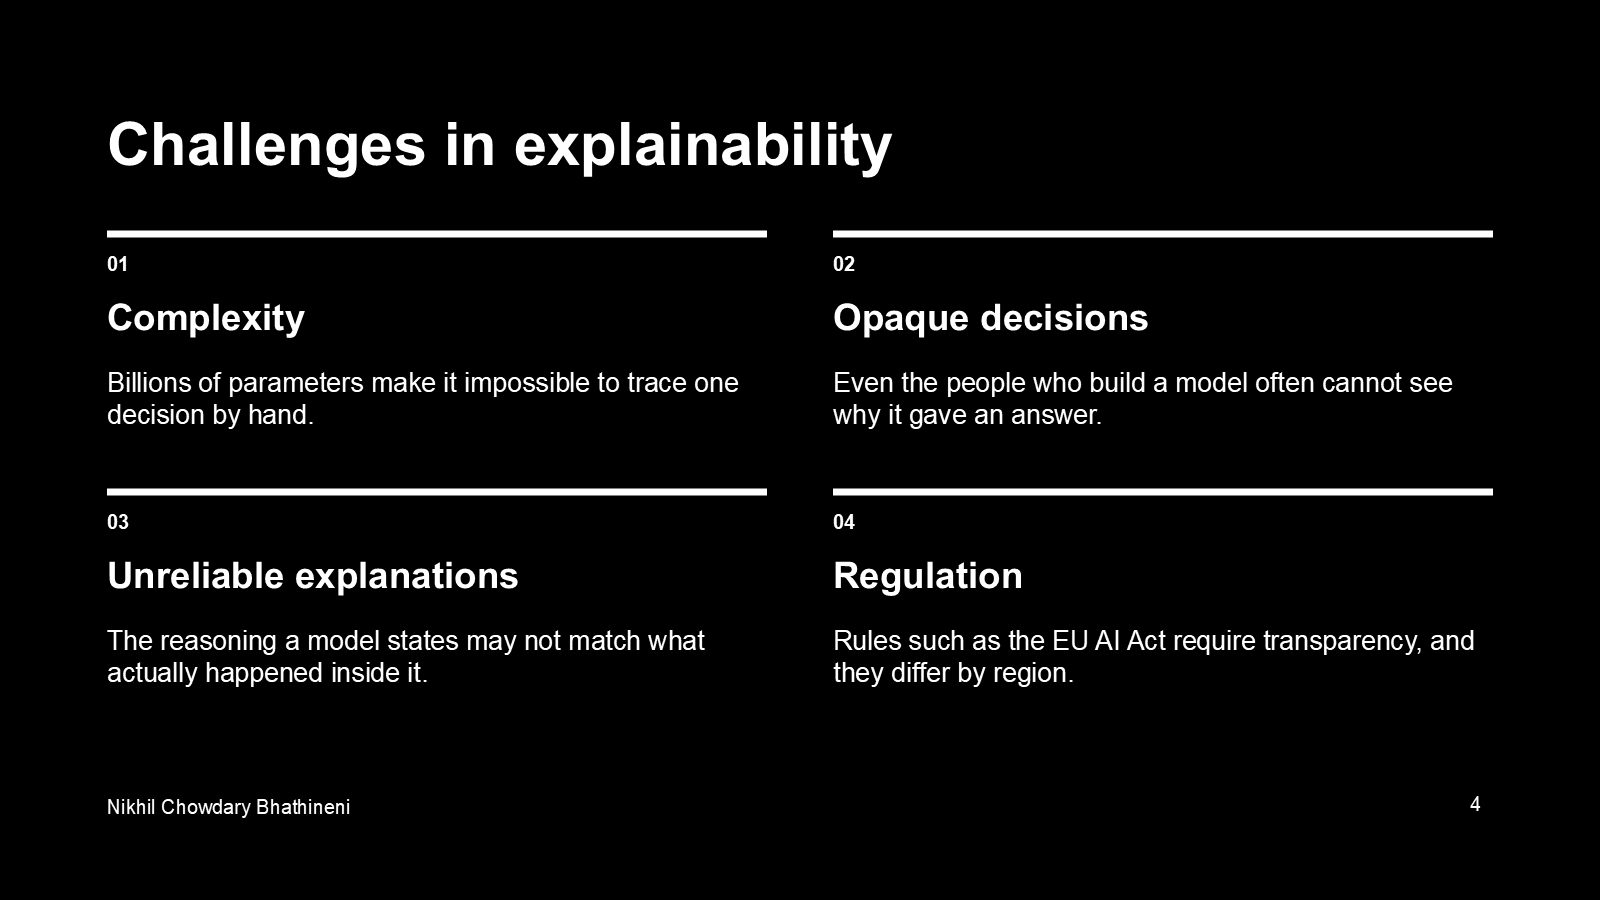 Challenges in explainability
01
Complexity
Billions of parameters make it impossible to trace one
decision by hand.
02
Opaque decisions
Even the people who build a model often cannot see
why it gave an answer.
03
Unreliable explanations
The reasoning a model states may not match what
actually happened inside it.
04
Regulation
Rules such as the EU AI Act require transparency, and
they differ by region.
Nikhil Chowdary Bhathineni
4